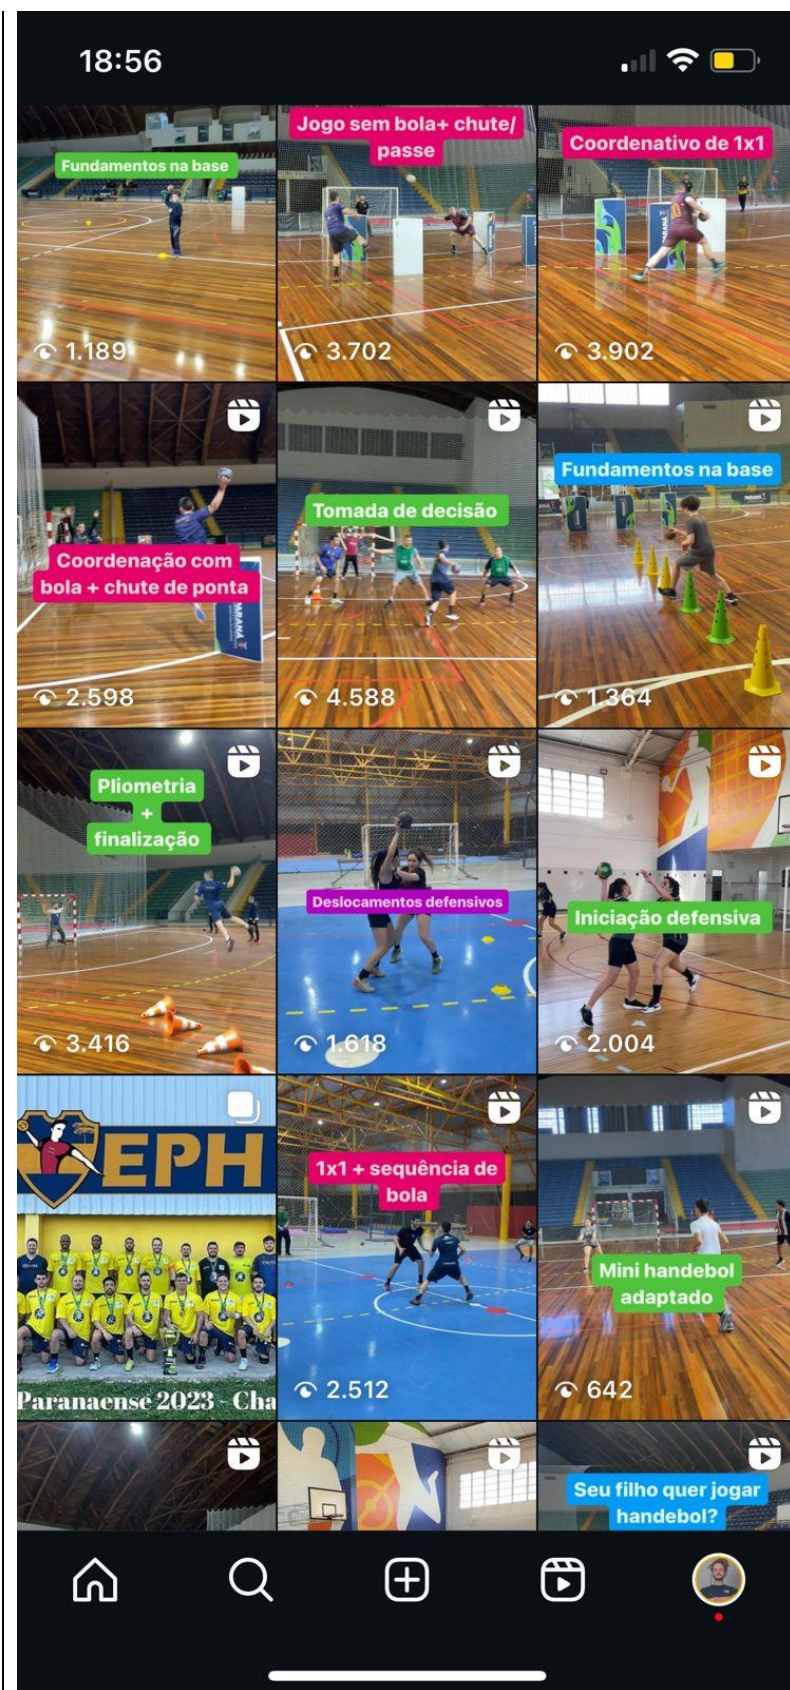 18:56
Fundamentos na base
1.189
Jogo sem bola+ chute/
passe
3.702
Coordenativo de 1x1
3.902
Coordenação com
bola + chute de ponta
PARANÁ
2.598
Tomada de decisão
4.588
Fundamentos na base
1.364
Pliometria
+
finalização
3.416
Deslocamentos defensivos
1.618
Iniciação defensiva
2.004
EPH
Paranaense 2023 - Cha
1x1 + sequência de
bola
2.512
Mini handebol
adaptado
642
Seu filho quer jogar
handebol?